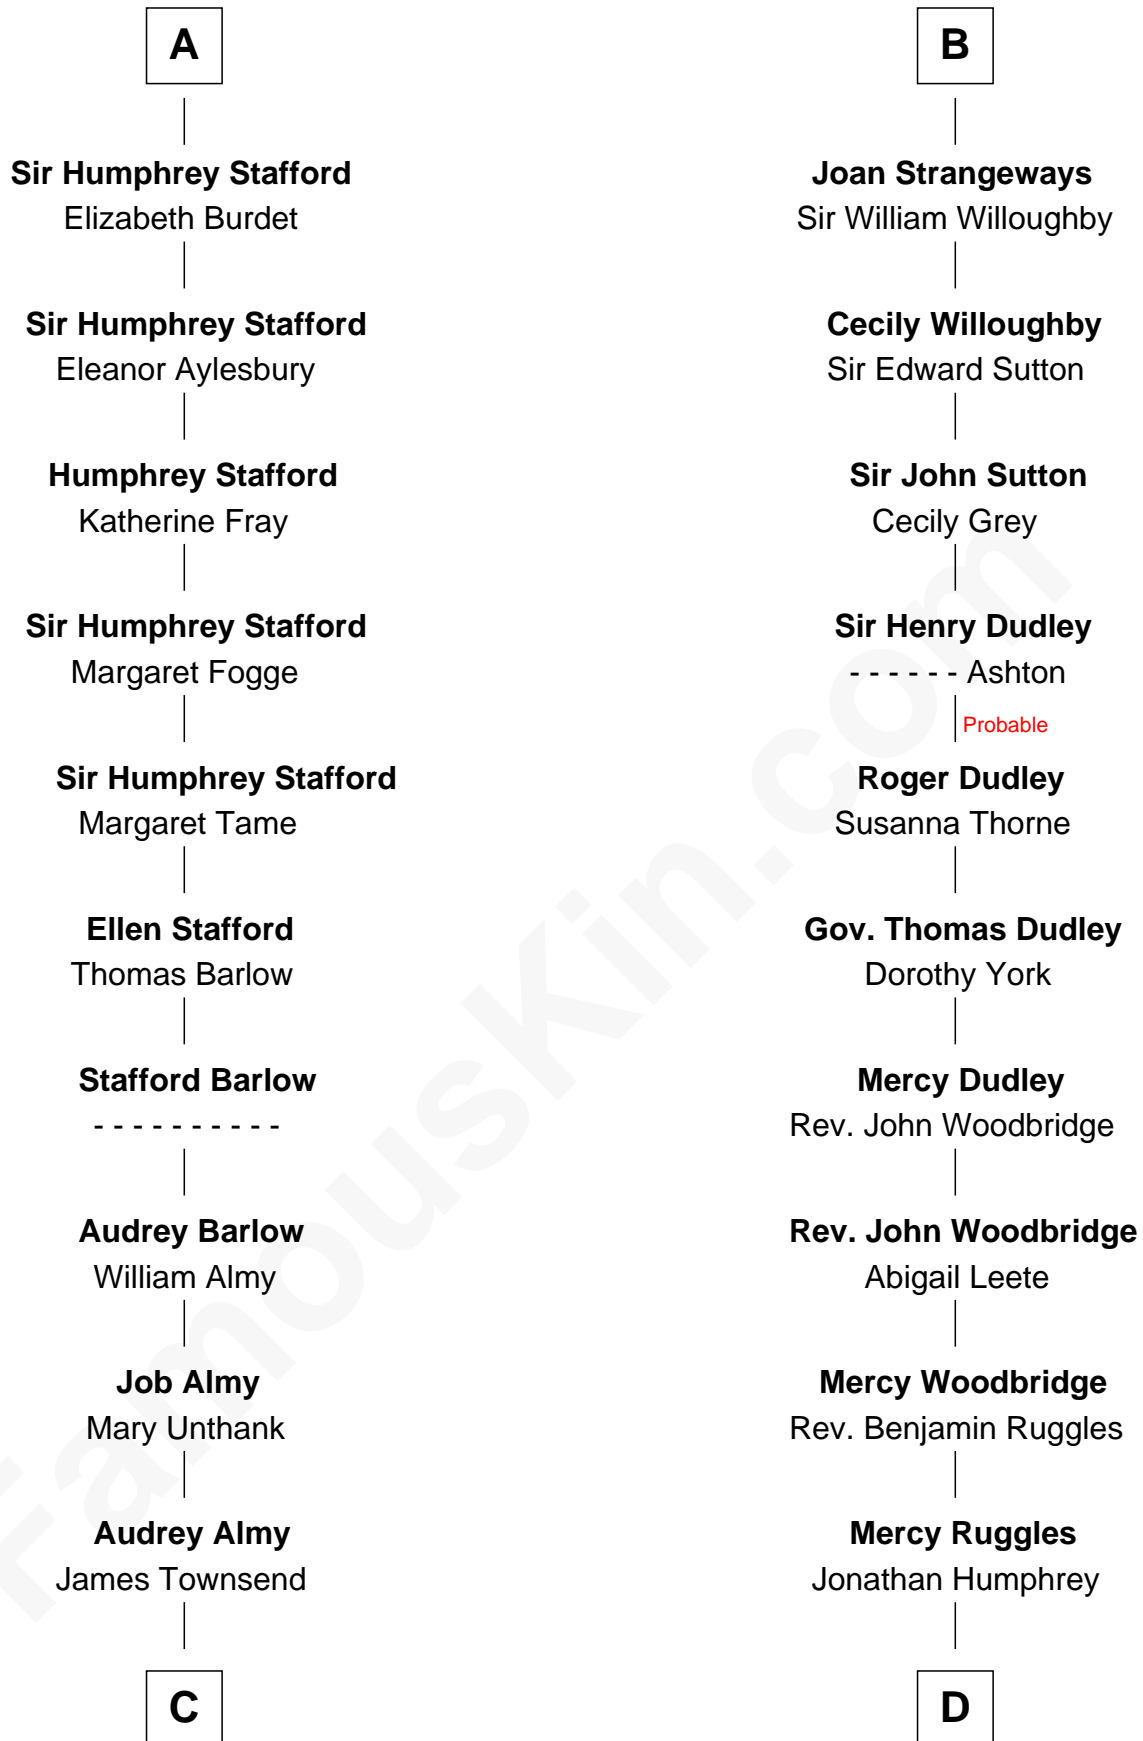 A
Sir Humphrey Stafford
Elizabeth Burdet
Sir Humphrey Stafford
Eleanor Aylesbury
Humphrey Stafford
Katherine Fray
Sir Humphrey Stafford
Margaret Fogge
Sir Humphrey Stafford
Margaret Tame
Ellen Stafford
Thomas Barlow
Stafford Barlow
- - - - - - - - - -
Audrey Barlow
William Almy
Job Almy
Mary Unthank
Audrey Almy
James Townsend
C
B
Joan Strangeways
Sir William Willoughby
Cecily Willoughby
Sir Edward Sutton
Sir John Sutton
Cecily Grey
Sir Henry Dudley
- - - - - - Ashton
Probable
Roger Dudley
Susanna Thorne
Gov. Thomas Dudley
Dorothy York
Mercy Dudley
Rev. John Woodbridge
Rev. John Woodbridge
Abigail Leete
Mercy Woodbridge
Rev. Benjamin Ruggles
Mercy Ruggles
Jonathan Humphrey
D
FamousKin.com